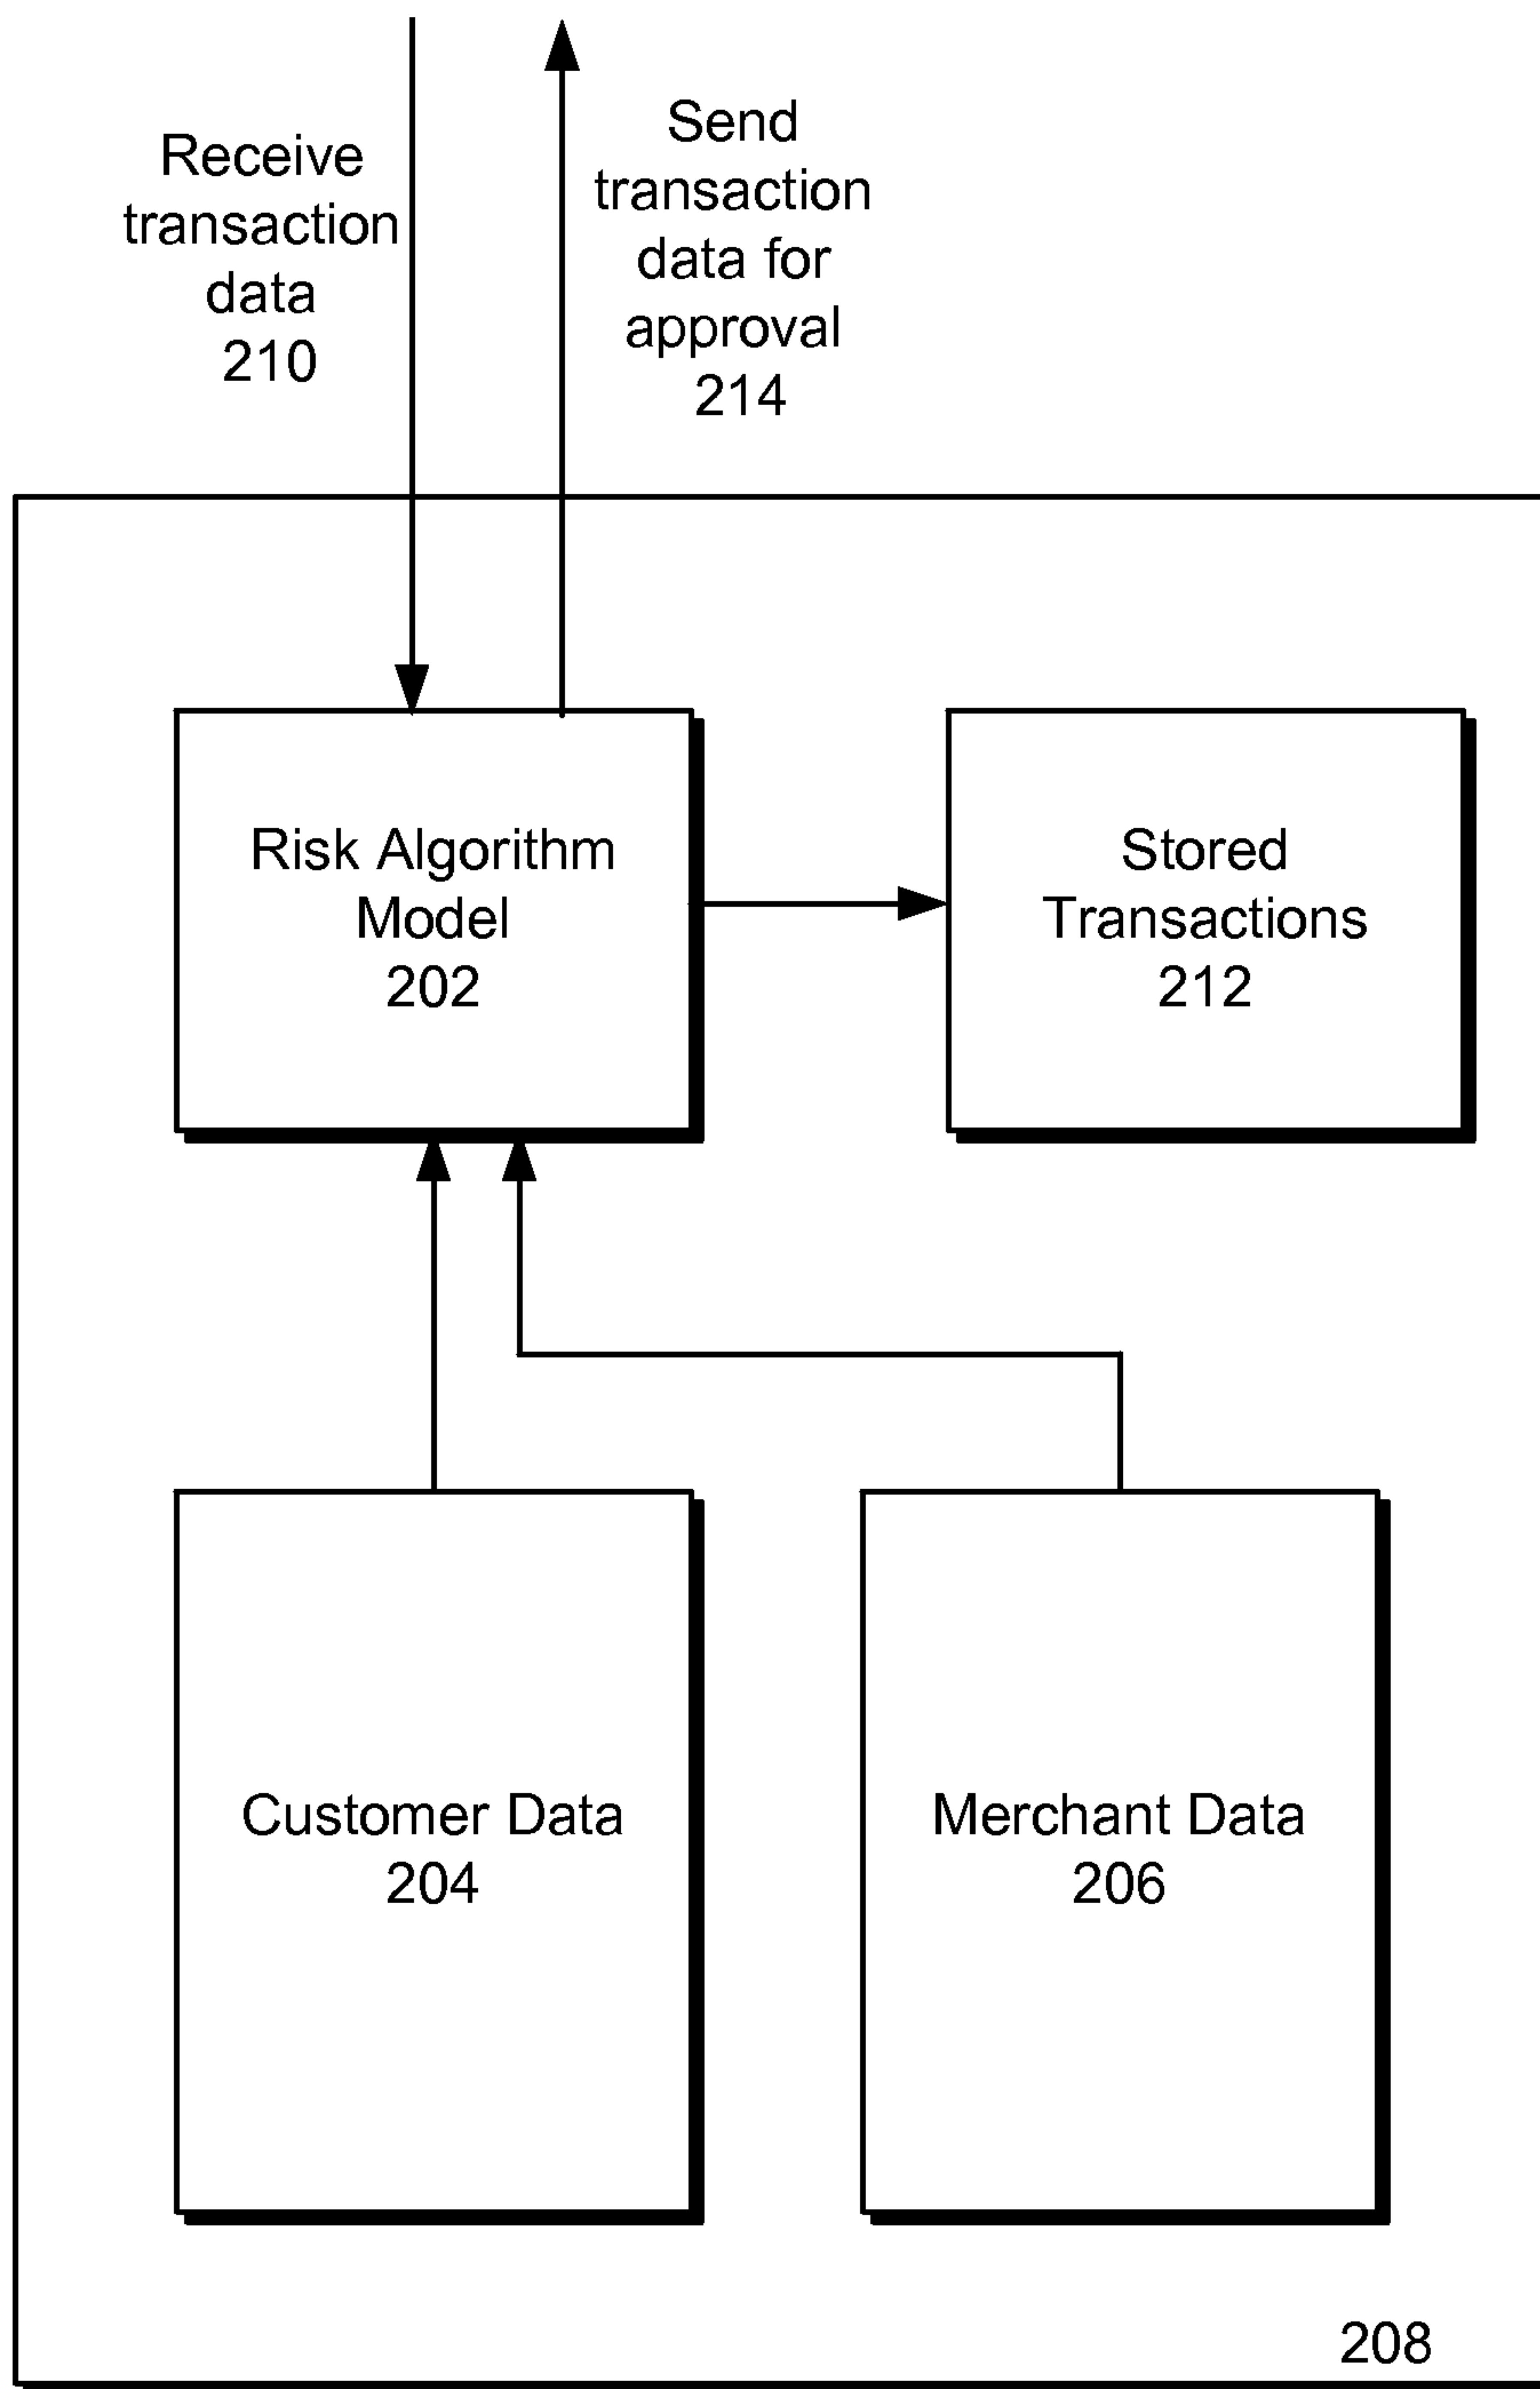 Receive
transaction
data
210
Send
transaction
data for
approval
214
Risk Algorithm
Model
202
Stored
Transactions
212
Customer Data
204
Merchant Data
206
208